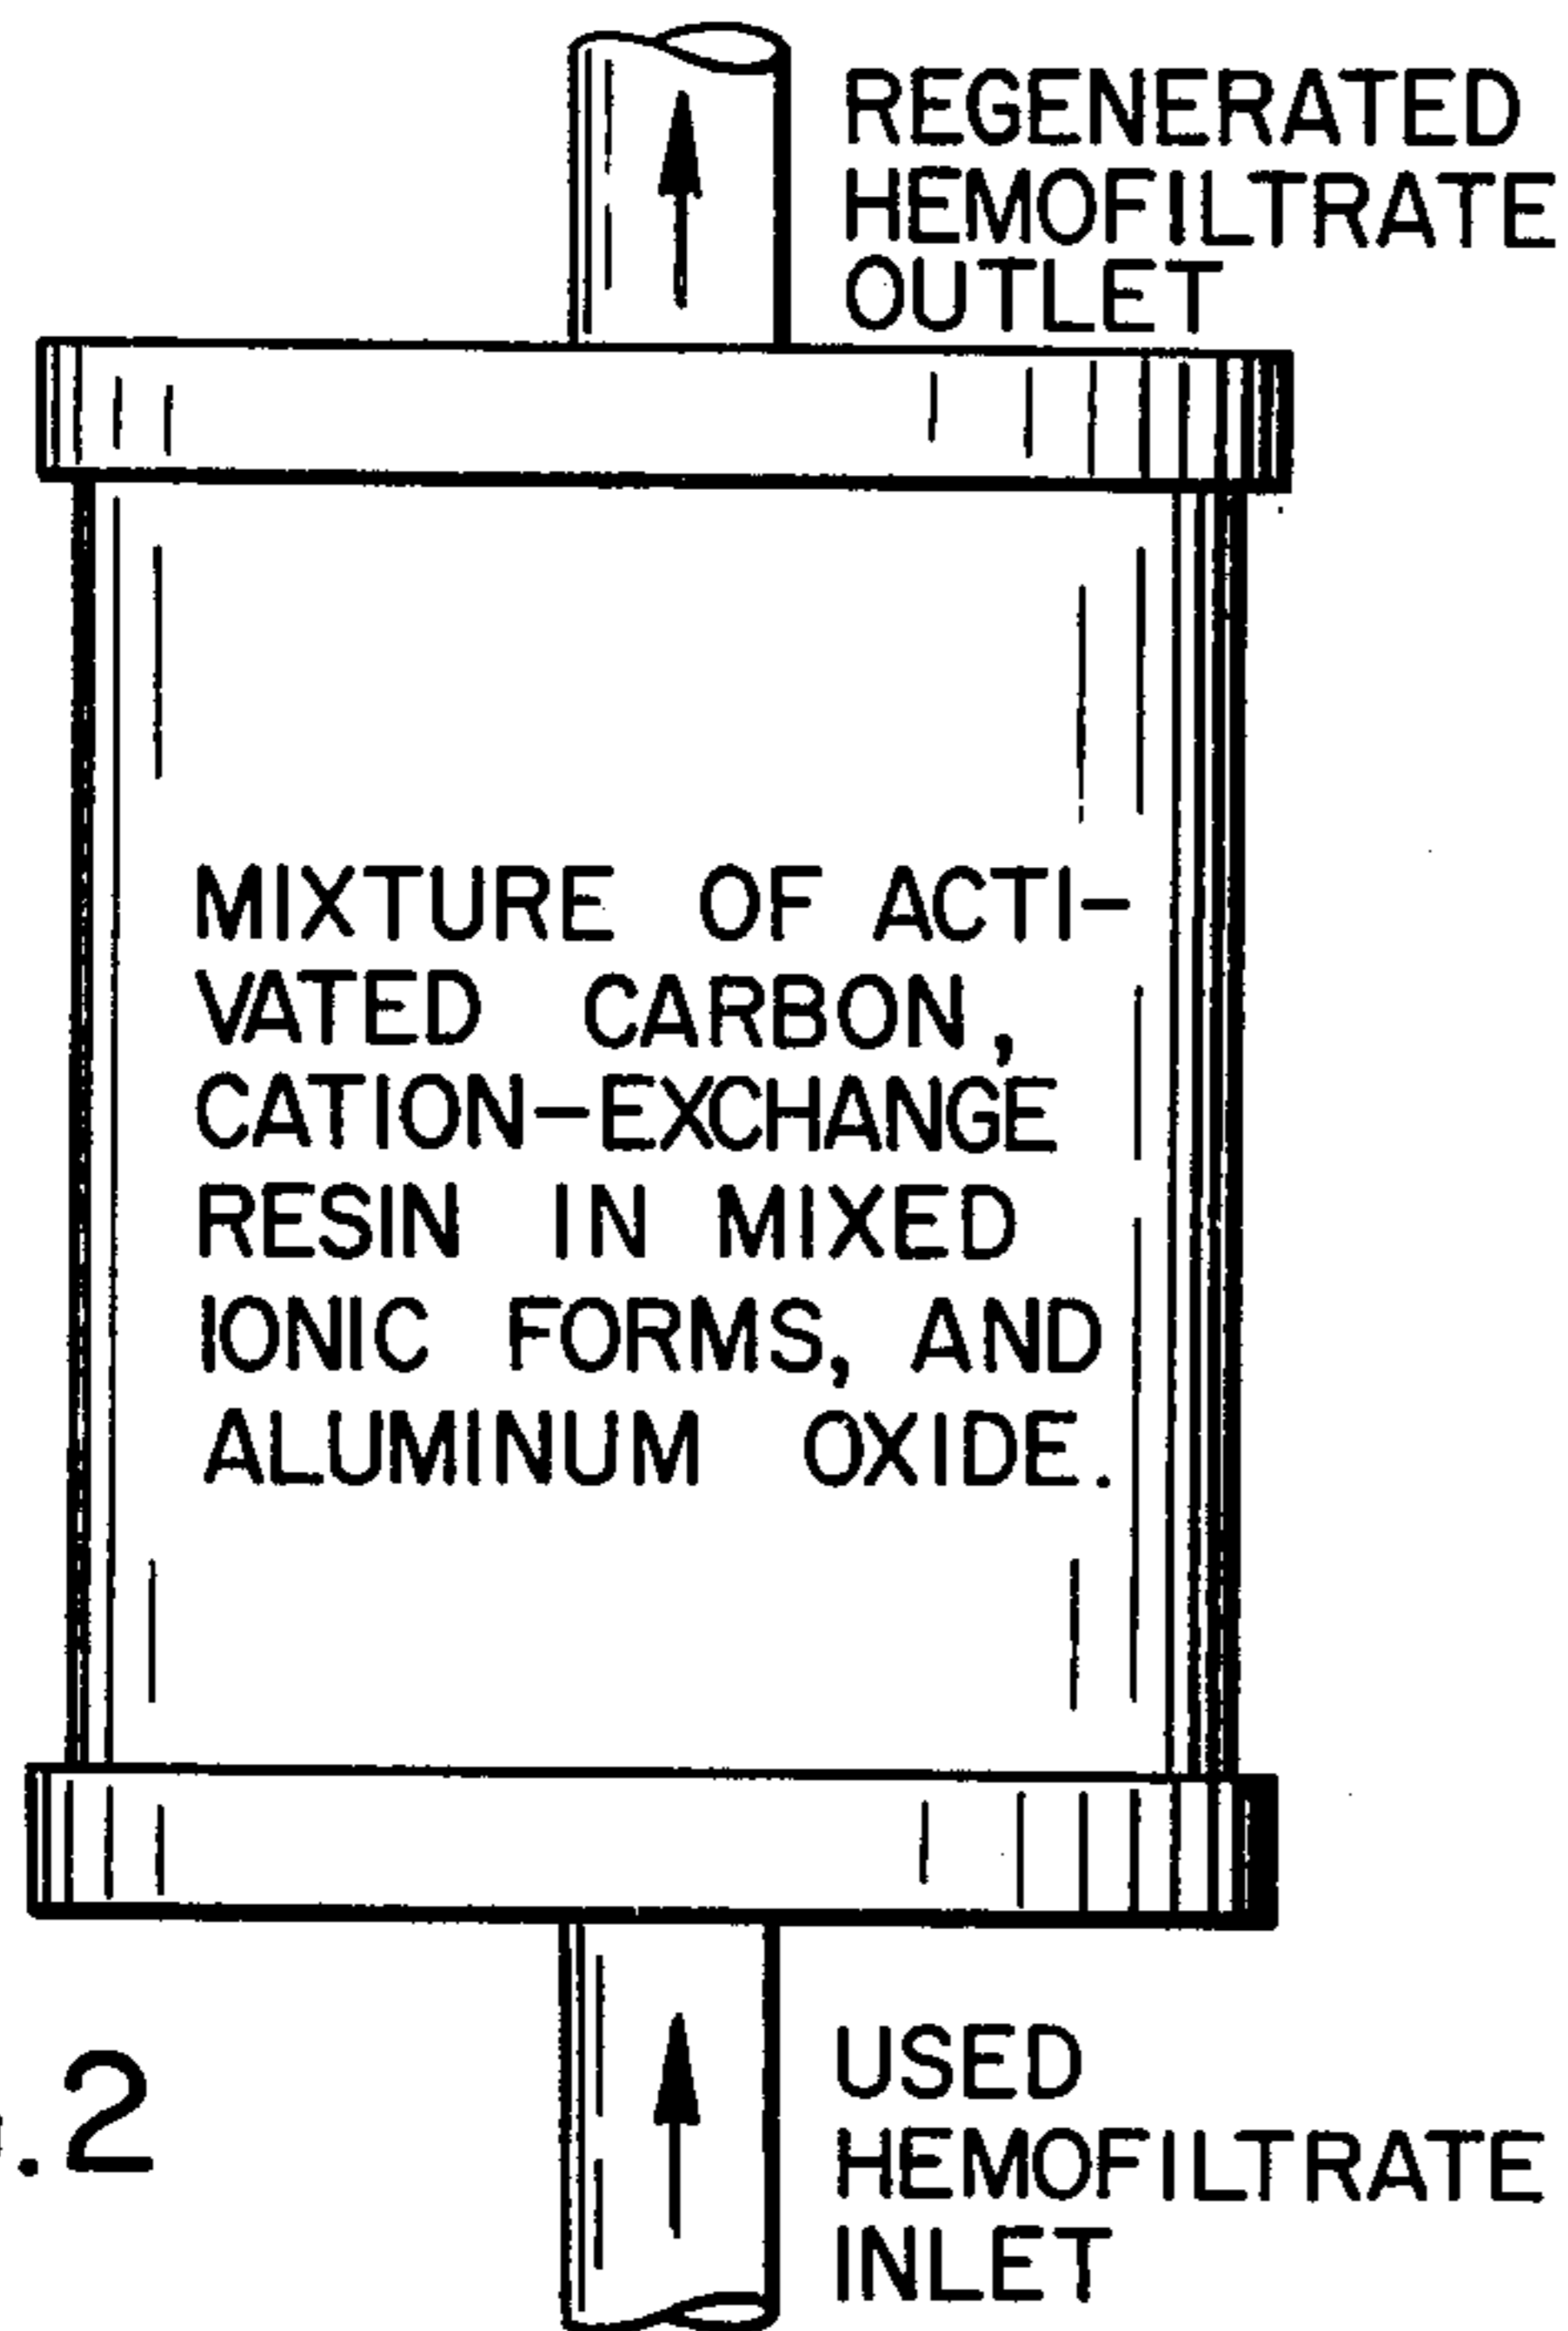 REGENERATED
HEMOFILTRATE
OUTLET
MIXTURE OF ACTI-
VATED CARBON,
CATION-EXCHANGE
RESIN IN MIXED
IONIC FORMS, AND
ALUMINUM OXIDE.
.2
USED
HEMOFILTRATE
INLET